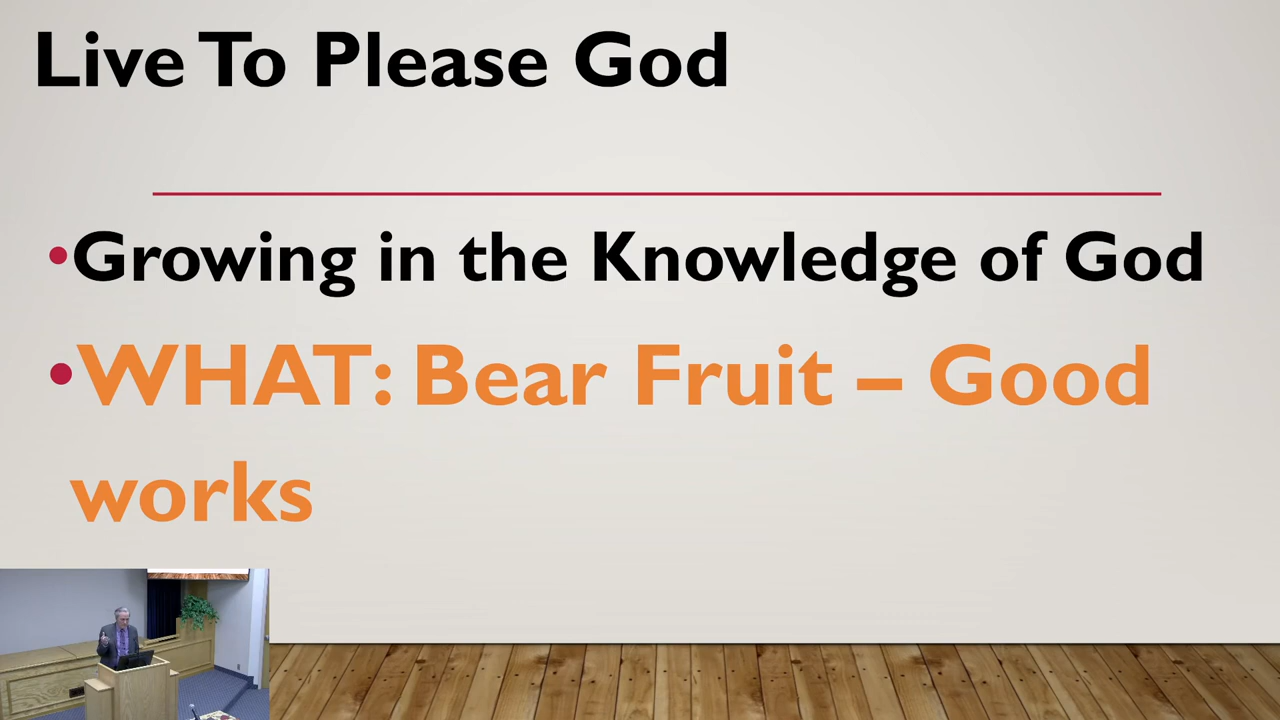 Live To Please God
•Growing in the Knowledge of God
•WHAT: Bear Fruit – Good
works